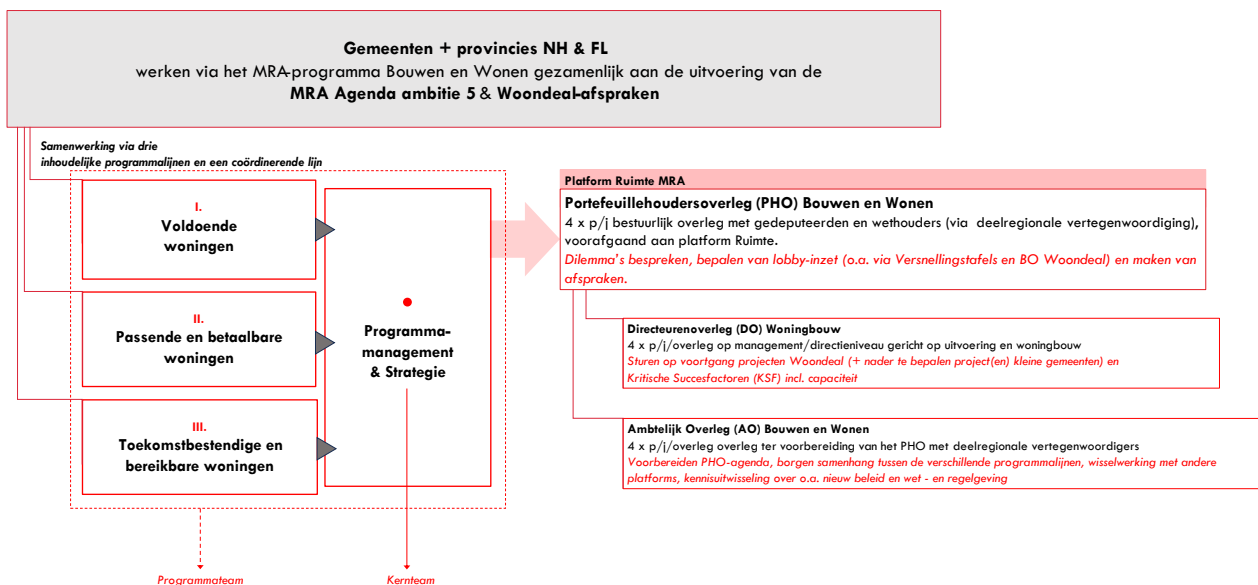 Gemeenten + provincies NH & FL
werken via het MRA-programma Bouwen en Wonen gezamenlijk aan de uitvoering van de
MRA Agenda ambitie 5 & Woondeal-afspraken
Samenwerking via drie
inhoudelijke programmalijnen en een coördinerende lijn
I.
Voldoende
woningen
II.
Passende en betaalbare
woningen
III.
Toekomstbestendige en
bereikbare woningen
Programma-
management
& Strategie
Programmateam
Kernteam
Platform Ruimte MRA
Portefeuillehoudersoverleg (PHO) Bouwen en Wonen
4 x p/j bestuurlijk overleg met gedeputeerden en wethouders (via deelregionale vertegenwoordiging),
voorafgaand aan platform Ruimte.
Dilemma's bespreken, bepalen van lobby-inzet (o.a. via Versnellingstafels en BO Woondeal) en maken van
afspraken.
Directeurenoverleg (DO) Woningbouw
4 x p/j/overleg op management/directieniveau gericht op uitvoering en woningbouw
Sturen op voortgang projecten Woondeal (+ nader te bepalen project(en) kleine gemeenten) en
Kritische Succesfactoren (KSF) incl. capaciteit
Ambtelijk Overleg (AO) Bouwen en Wonen
4 x p/j/overleg overleg ter voorbereiding van het PHO met deelregionale vertegenwoordigers
Voorbereiden PHO-agenda, borgen samenhang tussen de verschillende programmalijnen, wisselwerking met andere
platforms, kennisuitwisseling over o.a. nieuw beleid en wet - en regelgeving